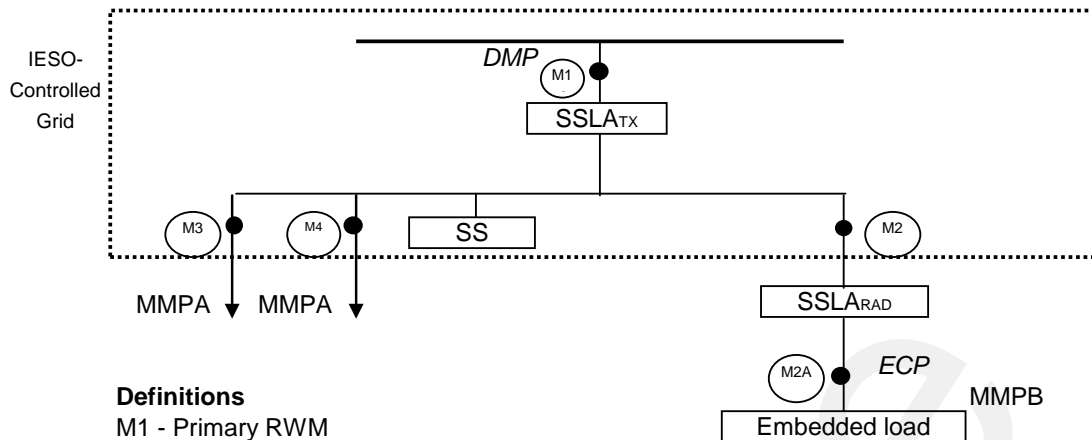 IESO-
Controlled
Grid
DMP
M1
SSLATX
M3
M4
SS
M2
MMPA
MMPA
SSLARAD
M2A
ECP
MMPB
Embedded load
Definitions
M1 - Primary RWM